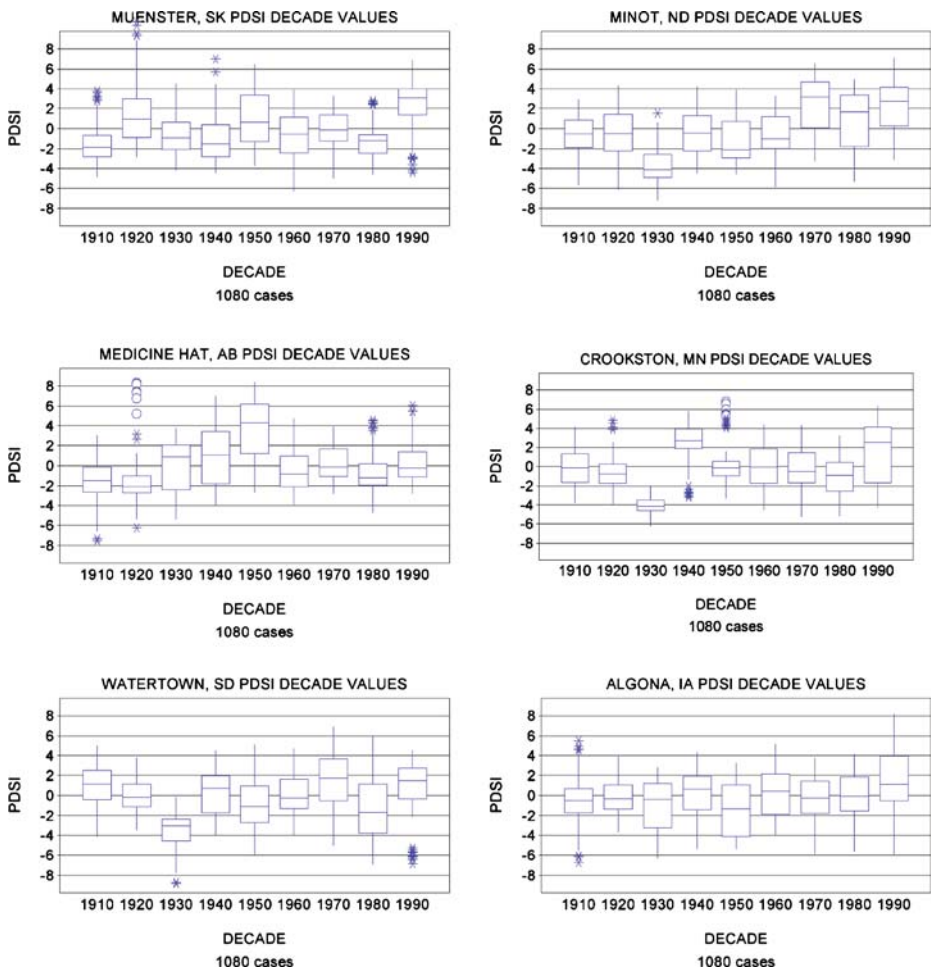 MUENSTER, SK PDSI DECADE VALUES
PDSI
8
6
4
2
0
-2
-4
-6
-8
1910 1920 1930 1940 1950 1960 1970 1980 1990
DECADE
1080 cases
MINOT, ND PDSI DECADE VALUES
PDSI
8
6
4
2
0
-2
-4
-6
-8
1910 1920 1930 1940 1950 1960 1970 1980 1990
DECADE
1080 cases
MEDICINE HAT, AB PDSI DECADE VALUES
PDSI
8
6
4
2
0
-2
-4
-6
-8
1910 1920 1930 1940 1950 1960 1970 1980 1990
DECADE
1080 cases
CROOKSTON, MN PDSI DECADE VALUES
PDSI
8
6
4
2
0
-2
-4
-6
-8
1910 1920 1930 1940 1950 1960 1970 1980 1990
DECADE
1080 cases
WATERTOWN, SD PDSI DECADE VALUES
PDSI
8
6
4
2
0
-2
-4
-6
-8
1910 1920 1930 1940 1950 1960 1970 1980 1990
DECADE
1080 cases
ALGONA, IA PDSI DECADE VALUES
PDSI
8
6
4
2
0
-2
-4
-6
-8
1910 1920 1930 1940 1950 1960 1970 1980 1990
DECADE
1080 cases